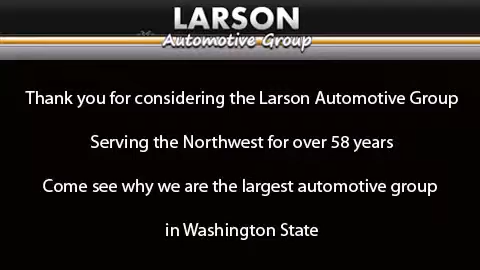 LARSON
Automotive Group
Thank you for considering the Larson Automotive Group
Serving the Northwest for over 58 years
Come see why we are the largest automotive group
in Washington State